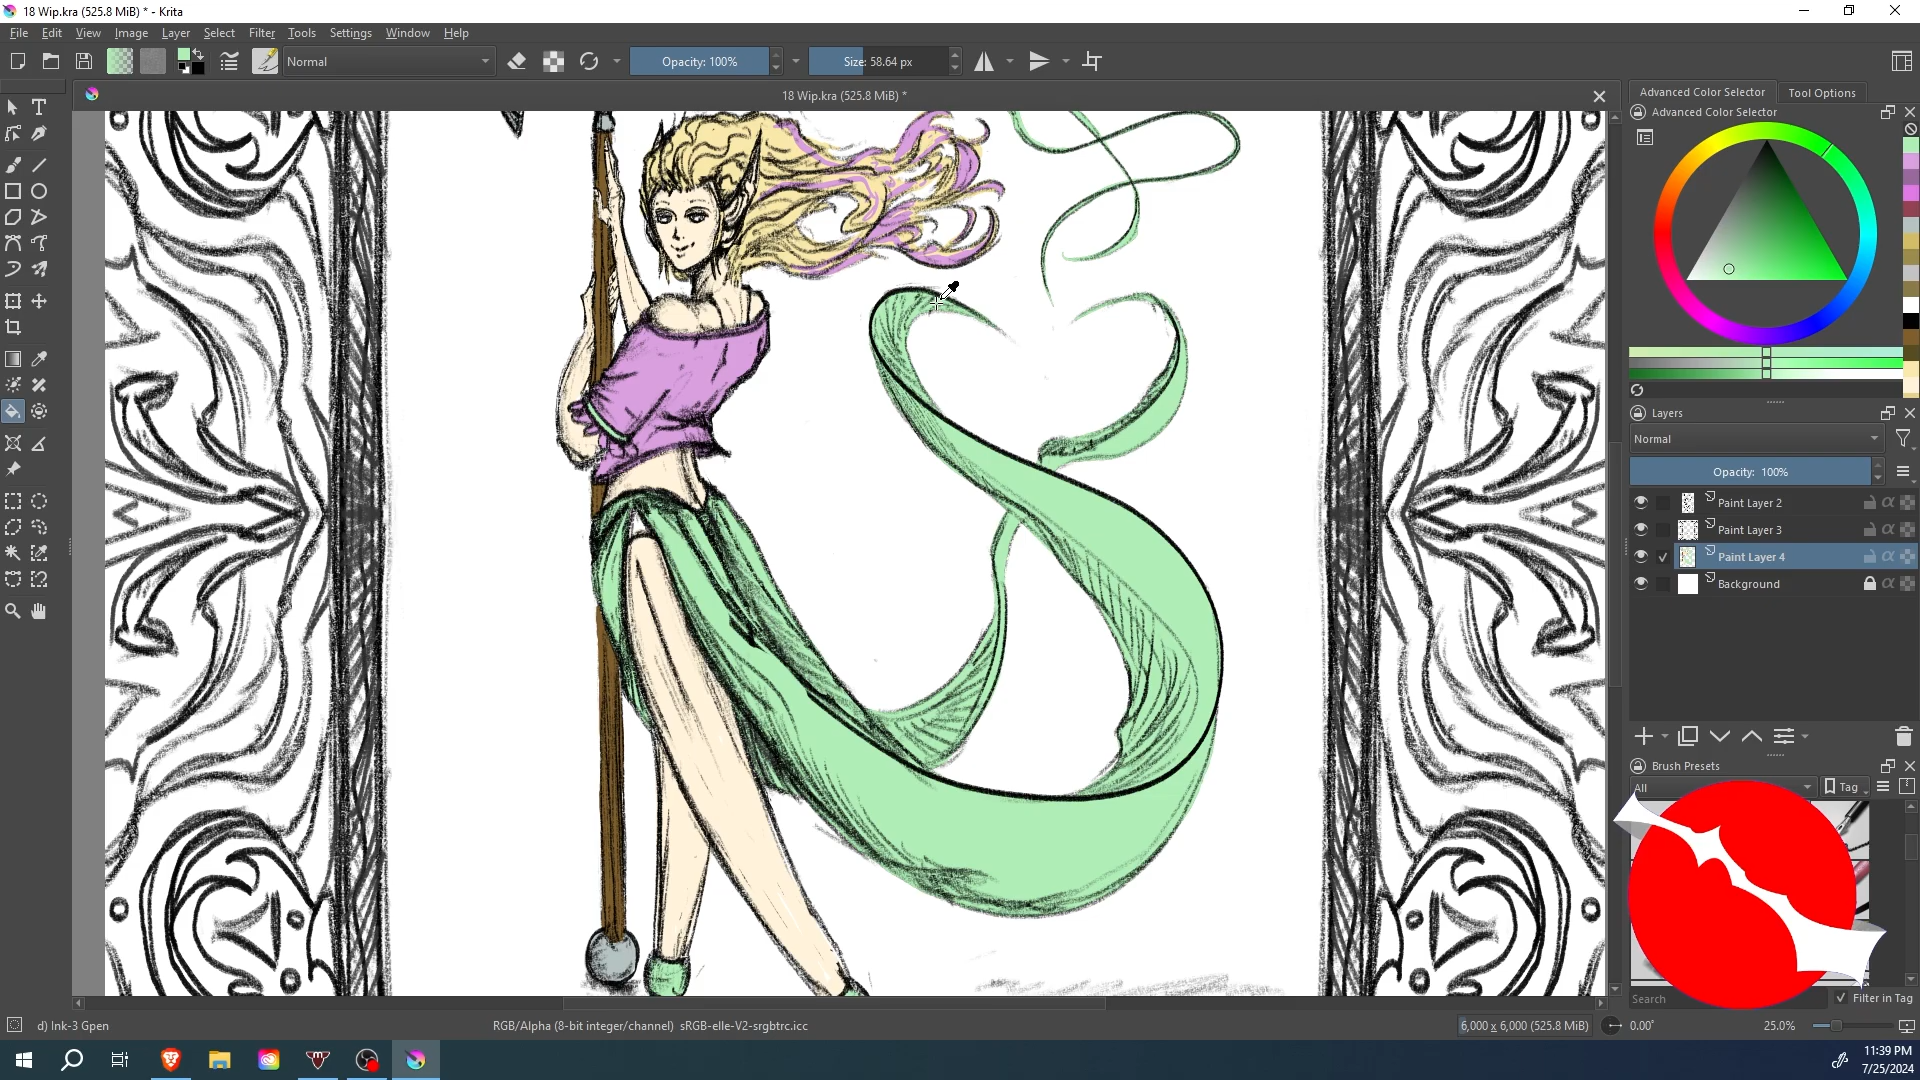 18 Wip.kra (525.8 MiB) * - Krita
File Edit View Image Layer Select Filter Tools Settings Window Help
Normal Opacity: 100% Size: 58.64 px
18 Wip.kra (525.8 MiB) *
Advanced Color Selector Tool Options
Advanced Color Selector
Layers
Normal
Opacity: 100%
Paint Layer 2
Paint Layer 3
Paint Layer 4
Background
Brush Presets
All Tag
Search Filter in Tag
d) Ink-3 Gpen RGB/Alpha (8-bit integer/channel) sRGB-elle-V2-srgbtrc.icc 6,000 x 6,000 (525.8 MiB) 0.00° 25.0%
11:39 PM
7/25/2024